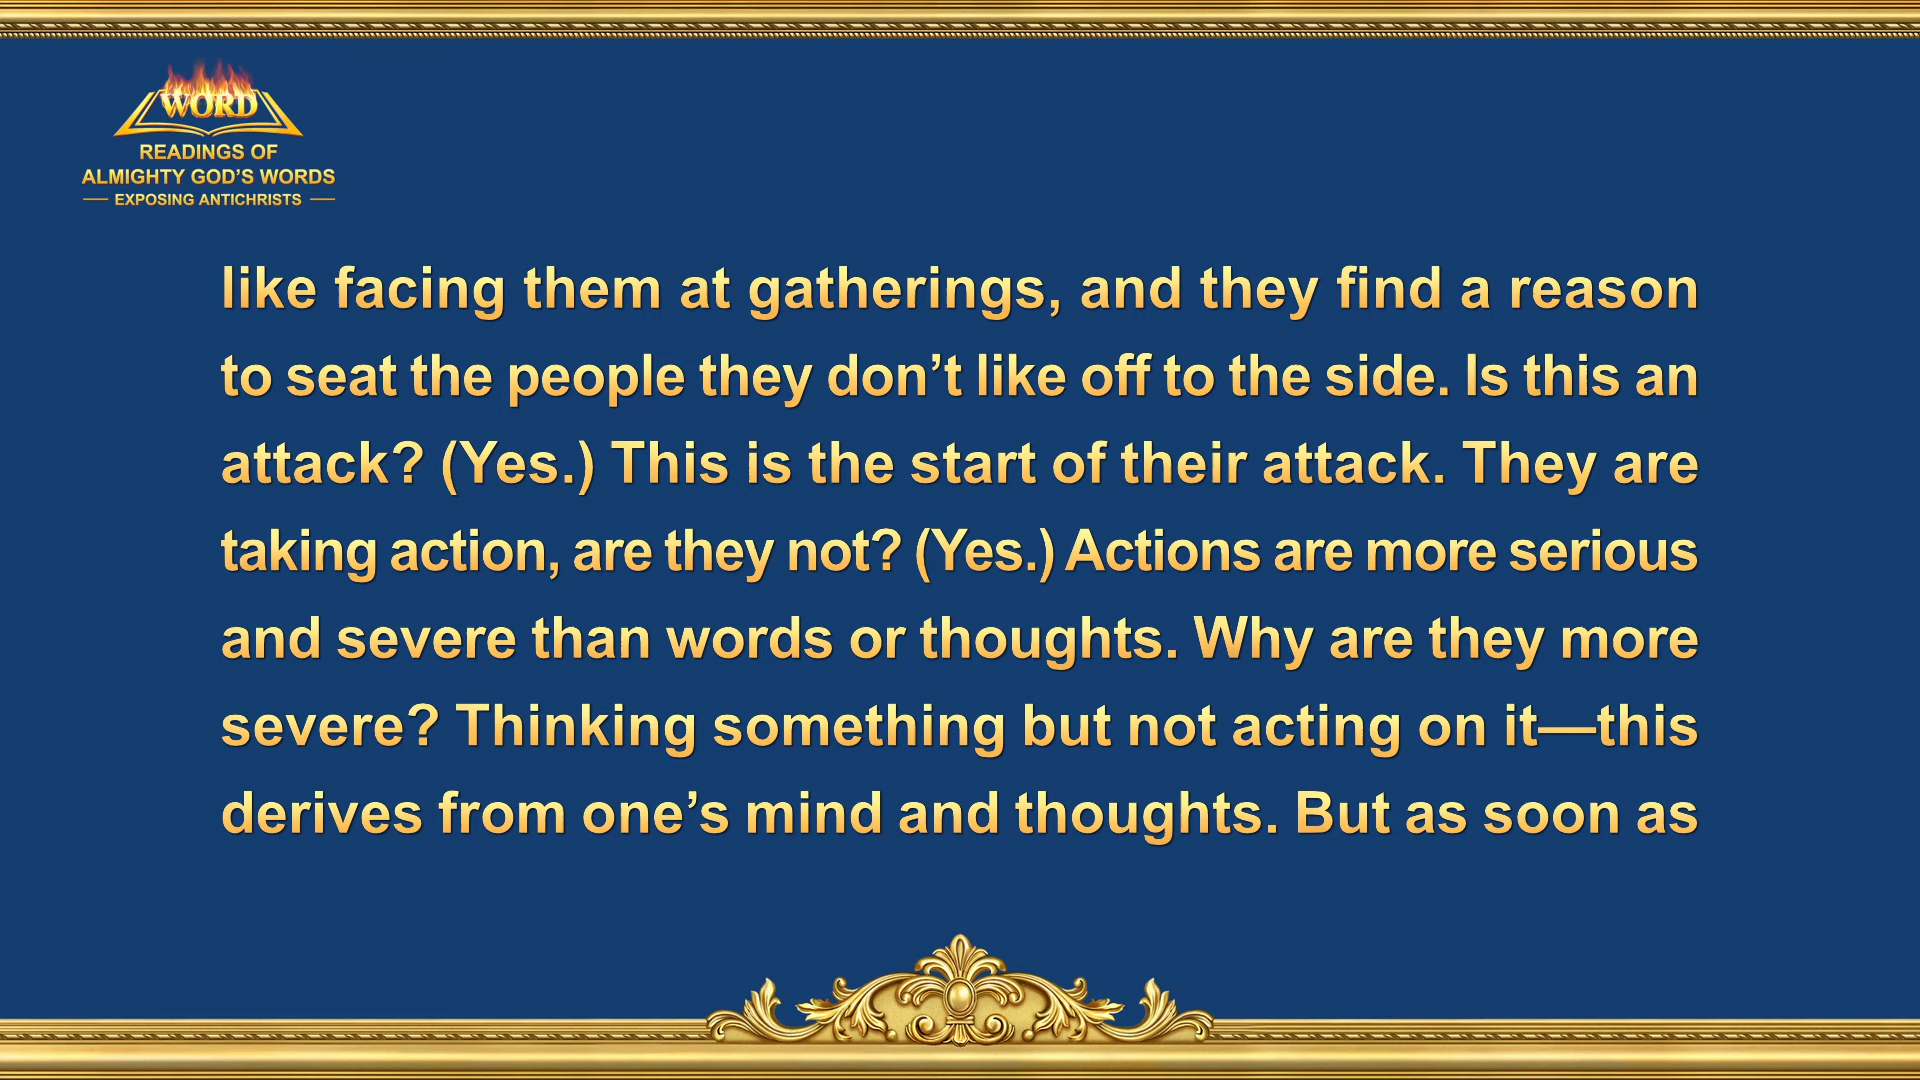 WORD
READINGS OF
ALMIGHTY GOD’S WORDS
EXPOSING ANTICHRISTS
like facing them at gatherings, and they find a reason
to seat the people they don’t like off to the side. Is this an
attack? (Yes.) This is the start of their attack. They are
taking action, are they not? (Yes.) Actions are more serious
and severe than words or thoughts. Why are they more
severe? Thinking something but not acting on it—this
derives from one’s mind and thoughts. But as soon as